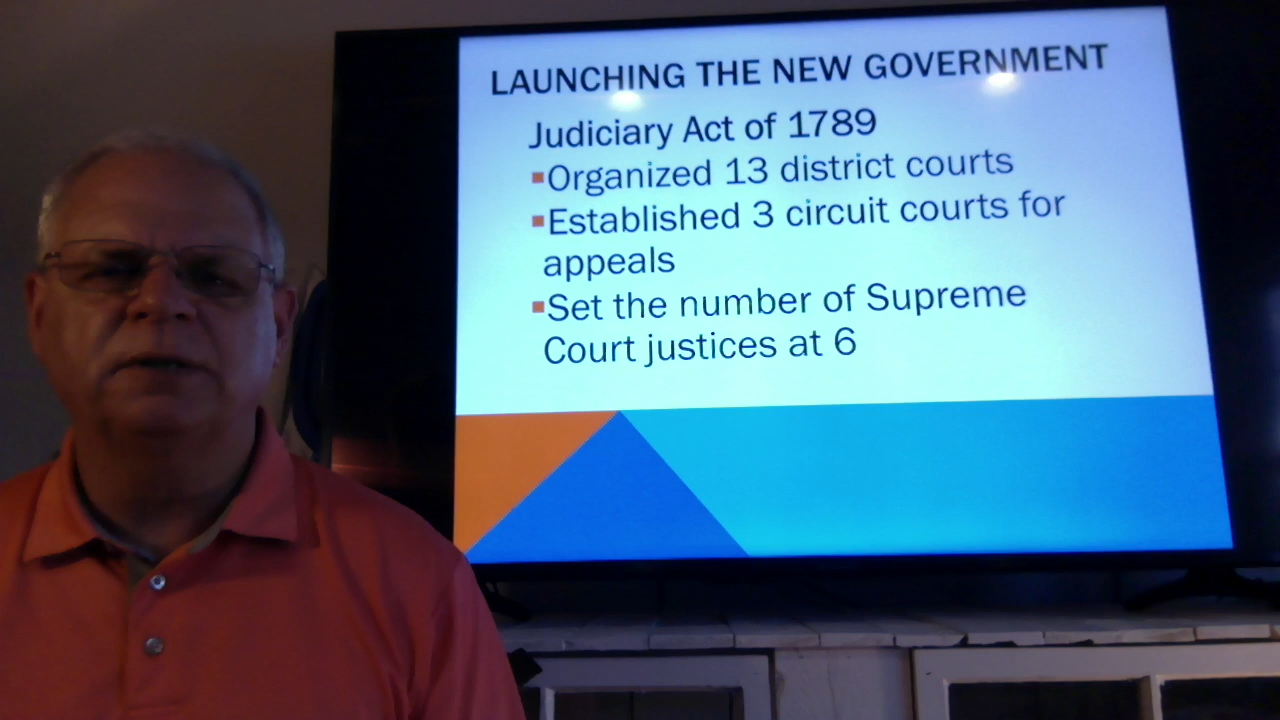 LAUNCHING THE NEW GOVERNMENT
Judiciary Act of 1789
▪Organized 13 district courts
▪Established 3 circuit courts for
appeals
▪Set the number of Supreme
Court justices at 6